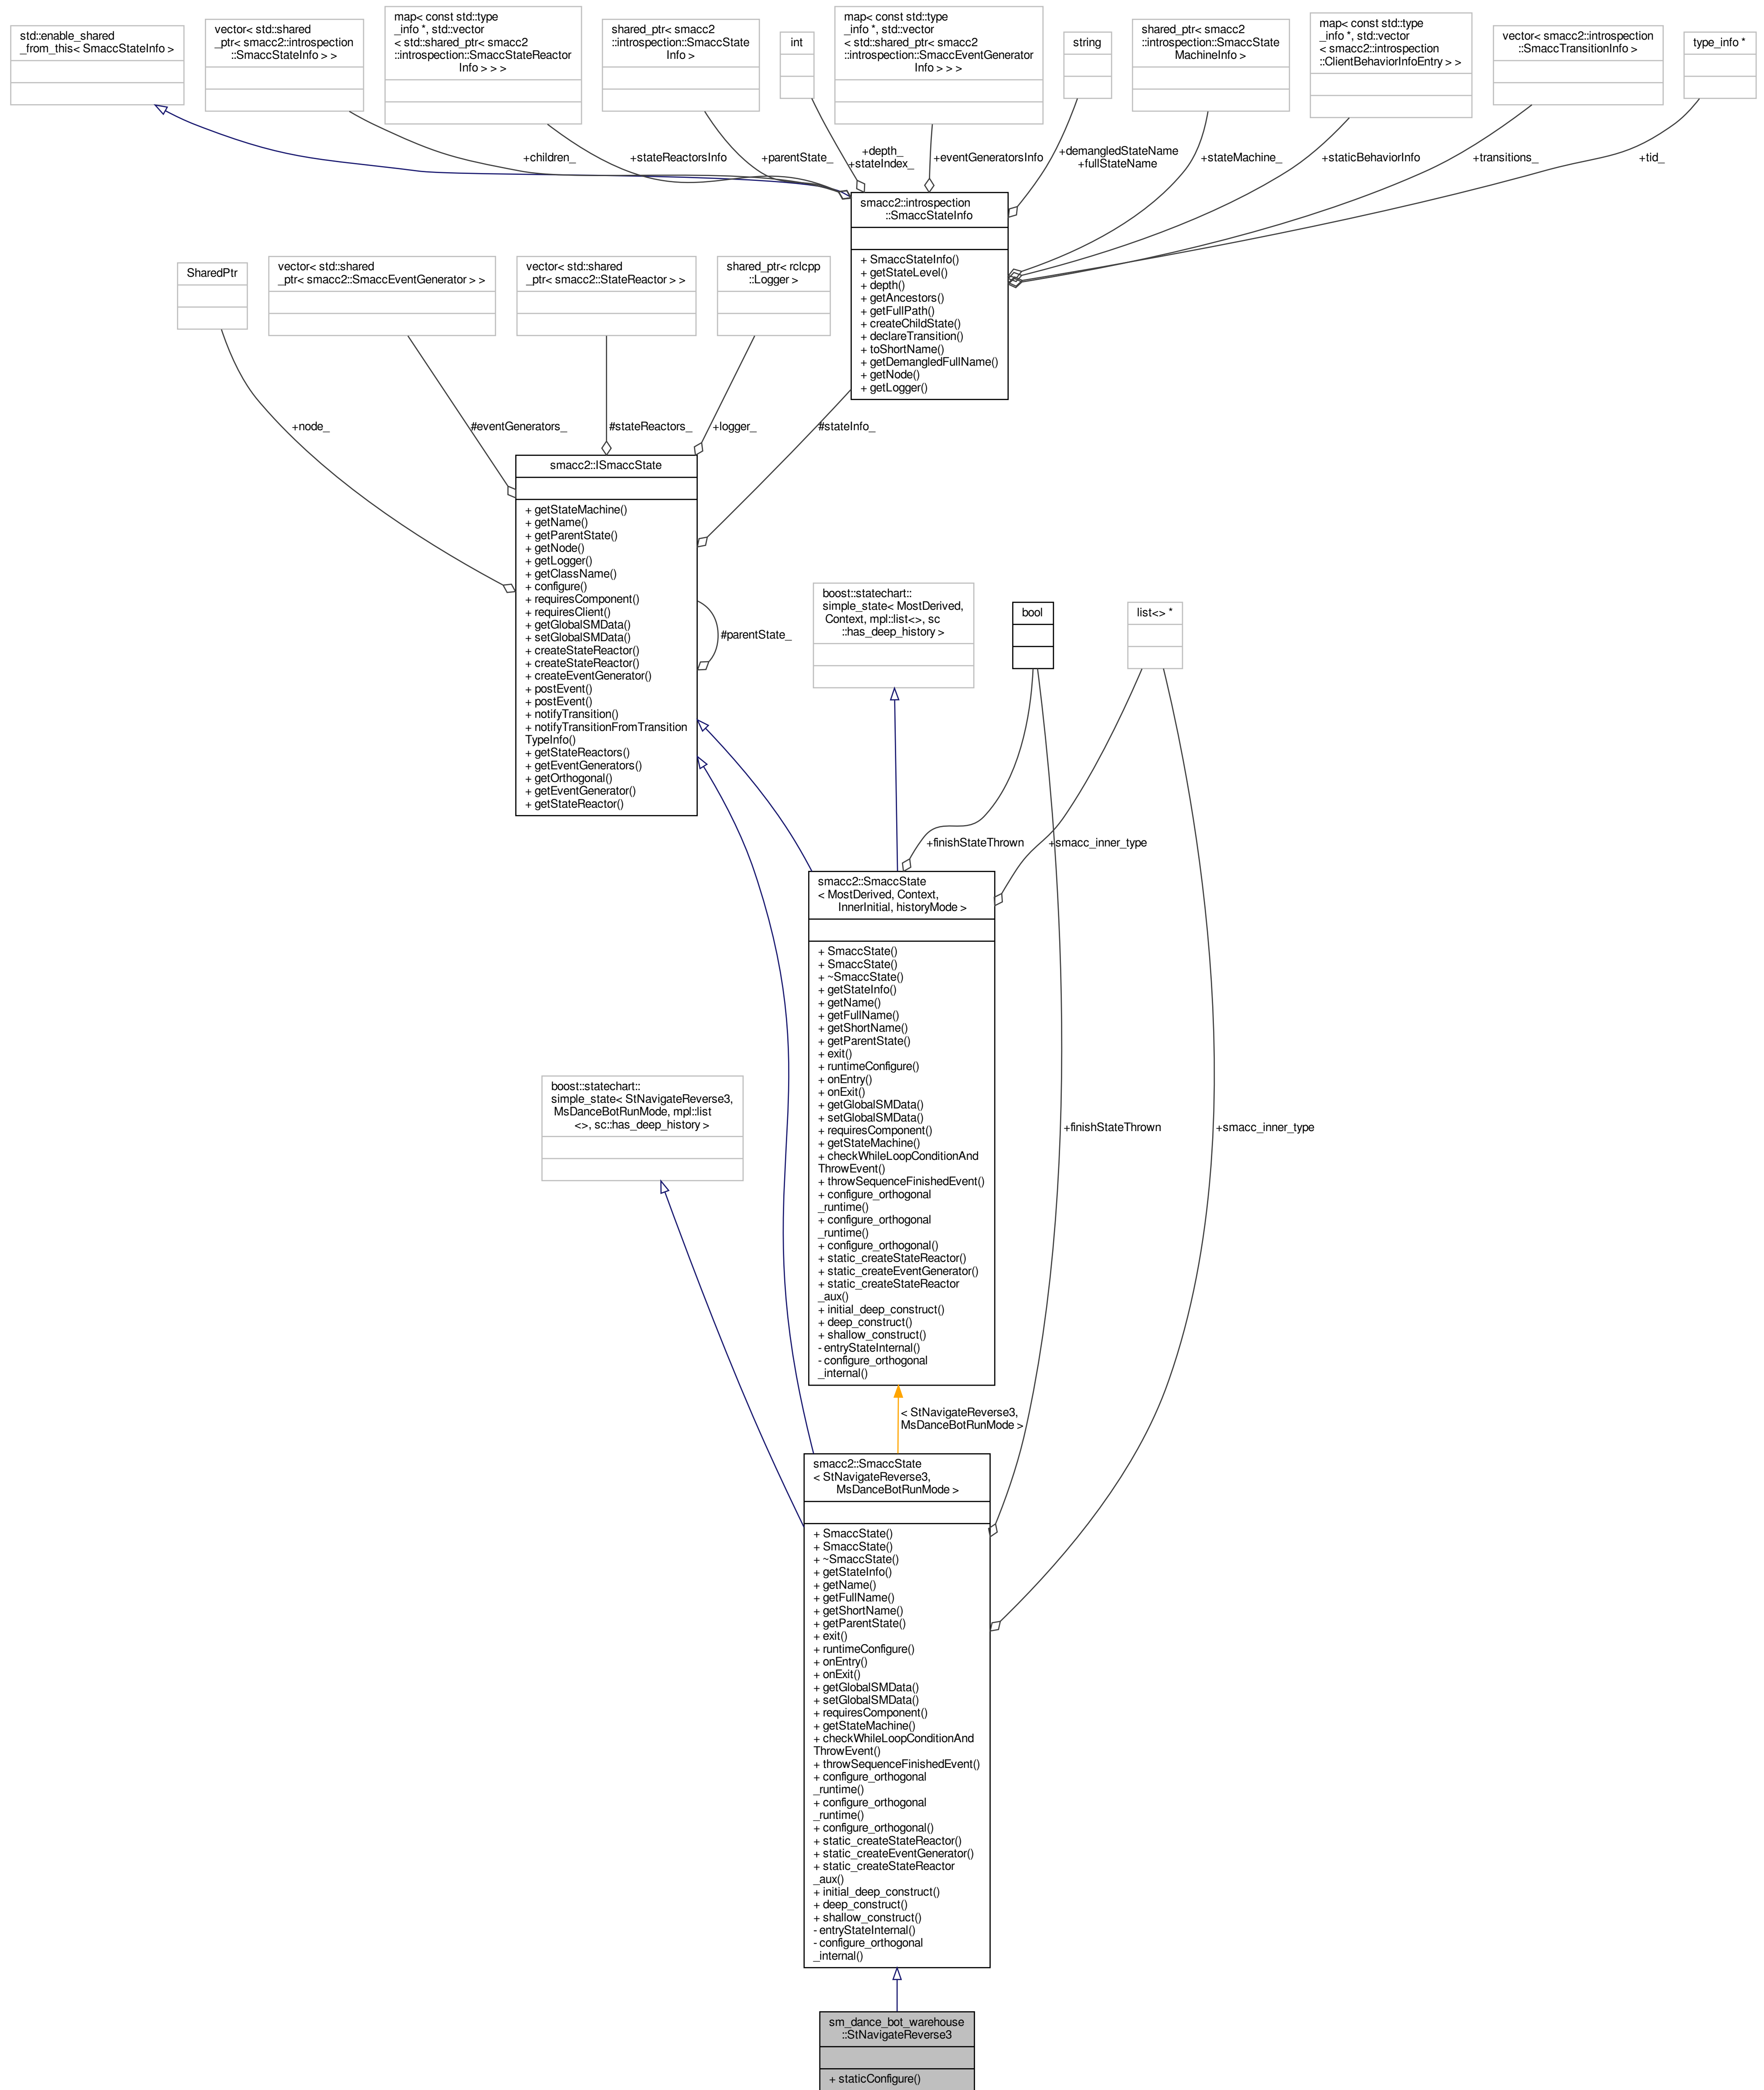 std::enable_shared
_from_this< SmaccStateInfo >
vector< std::shared
_ptr< smacc2::introspection
::SmaccStateInfo > >
map< const std::type
_info *, std::vector
< std::shared_ptr< smacc2
::introspection::SmaccStateReactor
Info > > >
shared_ptr< smacc2
::introspection::SmaccState
Info >
int
map< const std::type
_info *, std::vector
< std::shared_ptr< smacc2
::introspection::SmaccEventGenerator
Info > > >
string
shared_ptr< smacc2
::introspection::SmaccState
MachineInfo >
map< const std::type
_info *, std::vector
< smacc2::introspection
::ClientBehaviorInfoEntry > >
vector< smacc2::introspection
::SmaccTransitionInfo >
type_info *
+children_
+stateReactorsInfo
+parentState_
+depth_
+stateIndex_
+eventGeneratorsInfo
+demangledStateName
+fullStateName
+stateMachine_
+staticBehaviorInfo
+transitions_
+tid_
smacc2::introspection
::SmaccStateInfo
+ SmaccStateInfo()
+ getStateLevel()
+ depth()
+ getAncestors()
+ getFullPath()
+ createChildState()
+ declareTransition()
+ toShortName()
+ getDemangledFullName()
+ getNode()
+ getLogger()
SharedPtr
vector< std::shared
_ptr< smacc2::SmaccEventGenerator > >
vector< std::shared
_ptr< smacc2::StateReactor > >
shared_ptr< rclcpp
::Logger >
+node_
#eventGenerators_
#stateReactors_
+logger_
#stateInfo_
smacc2::ISmaccState
+ getStateMachine()
+ getName()
+ getParentState()
+ getNode()
+ getLogger()
+ getClassName()
+ configure()
+ requiresComponent()
+ requiresClient()
+ getGlobalSMData()
+ setGlobalSMData()
+ createStateReactor()
+ createStateReactor()
+ createEventGenerator()
+ postEvent()
+ postEvent()
+ notifyTransition()
+ notifyTransitionFromTransition
TypeInfo()
+ getStateReactors()
+ getEventGenerators()
+ getOrthogonal()
+ getEventGenerator()
+ getStateReactor()
#parentState_
boost::statechart::
simple_state< MostDerived,
Context, mpl::list<>, sc
::has_deep_history >
bool
list<> *
+finishStateThrown
+smacc_inner_type
smacc2::SmaccState
< MostDerived, Context,
InnerInitial, historyMode >
+ SmaccState()
+ SmaccState()
+ ~SmaccState()
+ getStateInfo()
+ getName()
+ getFullName()
+ getShortName()
+ getParentState()
+ exit()
+ runtimeConfigure()
+ onEntry()
+ onExit()
+ getGlobalSMData()
+ setGlobalSMData()
+ requiresComponent()
+ getStateMachine()
+ checkWhileLoopConditionAnd
ThrowEvent()
+ throwSequenceFinishedEvent()
+ configure_orthogonal
_runtime()
+ configure_orthogonal
_runtime()
+ configure_orthogonal()
+ static_createStateReactor()
+ static_createEventGenerator()
+ static_createStateReactor
_aux()
+ initial_deep_construct()
+ deep_construct()
+ shallow_construct()
- entryStateInternal()
- configure_orthogonal
_internal()
boost::statechart::
simple_state< StNavigateReverse3,
MsDanceBotRunMode, mpl::list
<>, sc::has_deep_history >
+finishStateThrown
+smacc_inner_type
< StNavigateReverse3,
MsDanceBotRunMode >
smacc2::SmaccState
< StNavigateReverse3,
MsDanceBotRunMode >
+ SmaccState()
+ SmaccState()
+ ~SmaccState()
+ getStateInfo()
+ getName()
+ getFullName()
+ getShortName()
+ getParentState()
+ exit()
+ runtimeConfigure()
+ onEntry()
+ onExit()
+ getGlobalSMData()
+ setGlobalSMData()
+ requiresComponent()
+ getStateMachine()
+ checkWhileLoopConditionAnd
ThrowEvent()
+ throwSequenceFinishedEvent()
+ configure_orthogonal
_runtime()
+ configure_orthogonal
_runtime()
+ configure_orthogonal()
+ static_createStateReactor()
+ static_createEventGenerator()
+ static_createStateReactor
_aux()
+ initial_deep_construct()
+ deep_construct()
+ shallow_construct()
- entryStateInternal()
- configure_orthogonal
_internal()
sm_dance_bot_warehouse
::StNavigateReverse3
+ staticConfigure()